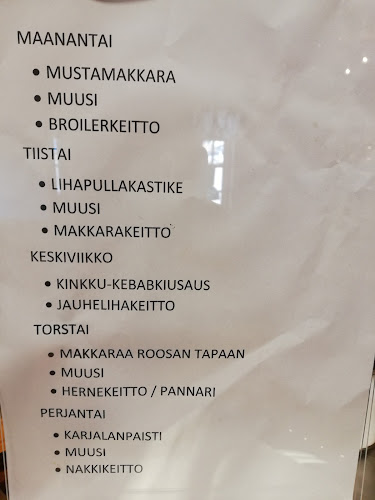 MAANANTAI
• MUSTAMAKKARA
• MUUSI
• BROILERKEITTO
TIISTAI
• LIHAPULLAKASTIKE
• MUUSI
• MAKKARAKEITTO
KESKIVIIKKO
• KINKKU-KEBABKIUSAUS
• JAUHELIHAKEITTO
TORSTAI
• MAKKARAA ROOSAN TAPAAN
• MUUSI
• HERNEKEITTO / PANNARI
PERJANTAI
• KARJALANPAISTI
• MUUSI
• NAKKIKEITTO